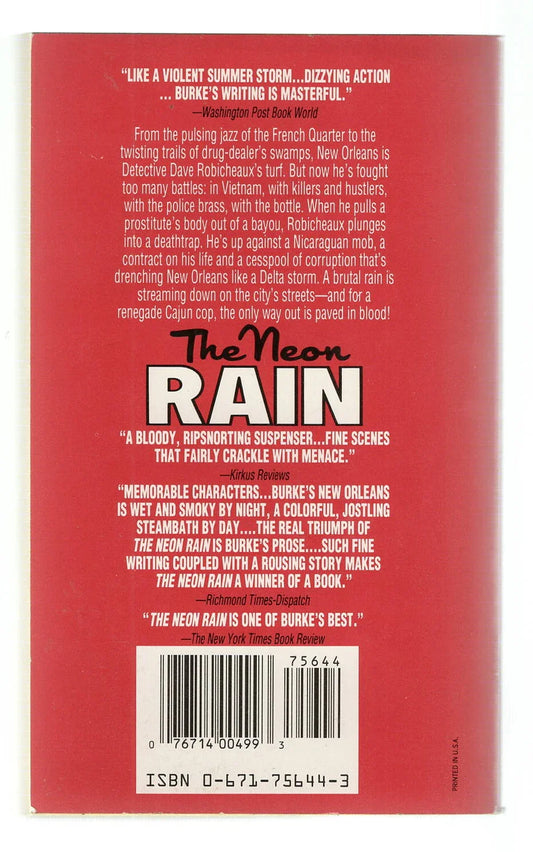 “LIKE A VIOLENT SUMMER STORM...DIZZYING ACTION
... BURKE’S WRITING IS MASTERFUL.”
—Washington Post Book World
From the pulsing jazz of the French Quarter to the
twisting trails of drug-dealer’s swamps, New Orleans is
Detective Dave Robicheaux’s turf. But now he’s fought
too many battles: in Vietnam, with killers and hustlers,
with the police brass, with the bottle. When he pulls a
prostitute’s body out of a bayou, Robicheaux plunges
into a deathtrap. He’s up against a Nicaraguan mob, a
contract on his life and a cesspool of corruption that’s
drenching New Orleans like a Delta storm. A brutal rain is
streaming down on the city’s streets—and for a
renegade Cajun cop, the only way out is paved in blood!
The Neon
RAIN
“A BLOODY, RIPSNORTING SUSPENSER...FINE SCENES
THAT FAIRLY CRACKLE WITH MENACE.”
—Kirkus Reviews
“MEMORABLE CHARACTERS...BURKE’S NEW ORLEANS
IS WET AND SMOKY BY NIGHT, A COLORFUL, JOSTLING
STEAMBATH BY DAY....THE REAL TRIUMPH OF
THE NEON RAIN IS BURKE’S PROSE....SUCH FINE
WRITING COUPLED WITH A ROUSING STORY MAKES
THE NEON RAIN A WINNER OF A BOOK.”
—Richmond Times-Dispatch
“THE NEON RAIN IS ONE OF BURKE’S BEST.”
—The New York Times Book Review
75644
0 76714 00499 3
ISBN 0-671-75644-3
PRINTED IN U.S.A.